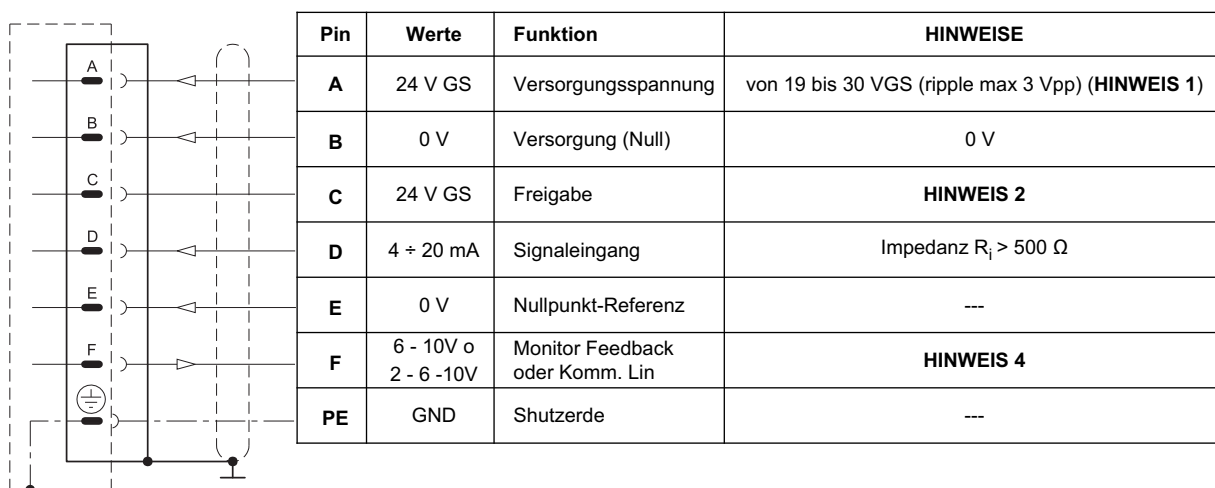 Pin Werte Funktion HINWEISE
A A 24 V GS Versorgungsspannung von 19 bis 30 VGS (ripple max 3 Vpp) (HINWEIS 1)
B B 0 V Versorgung (Null) 0 V
C C 24 V GS Freigabe HINWEIS 2
D D 4 ÷ 20 mA Signaleingang Impedanz Ri > 500 Ω
E E 0 V Nullpunkt-Referenz ---
F F 6 - 10V o Monitor Feedback HINWEIS 4
2 - 6 -10V oder Komm. Lin
PE GND Shutzerde ---